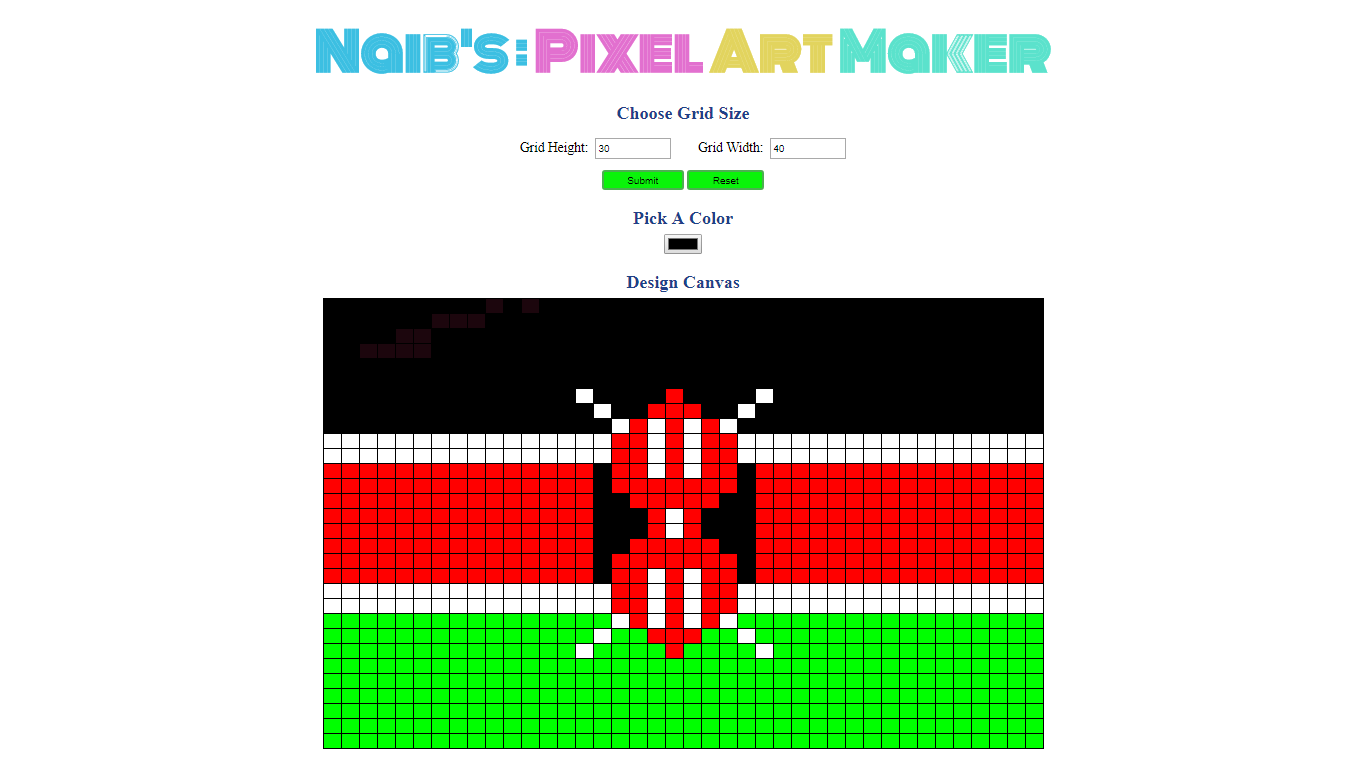 Naib's: Pixel Art Maker
Choose Grid Size
Grid Height: 30 Grid Width: 40
Submit Reset
Pick A Color
Design Canvas